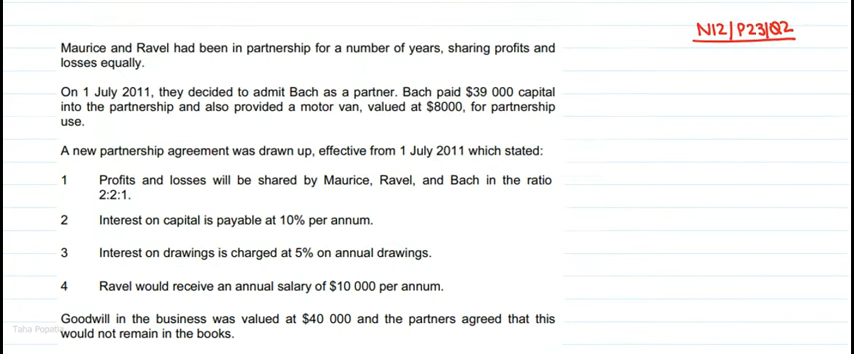 N12/P23/Q2
Maurice and Ravel had been in partnership for a number of years, sharing profits and
losses equally.
On 1 July 2011, they decided to admit Bach as a partner. Bach paid $39 000 capital
into the partnership and also provided a motor van, valued at $8000, for partnership
use.
A new partnership agreement was drawn up, effective from 1 July 2011 which stated:
1 Profits and losses will be shared by Maurice, Ravel, and Bach in the ratio
2:2:1.
2 Interest on capital is payable at 10% per annum.
3 Interest on drawings is charged at 5% on annual drawings.
4 Ravel would receive an annual salary of $10 000 per annum.
Goodwill in the business was valued at $40 000 and the partners agreed that this
Taha
would not remain in the books.